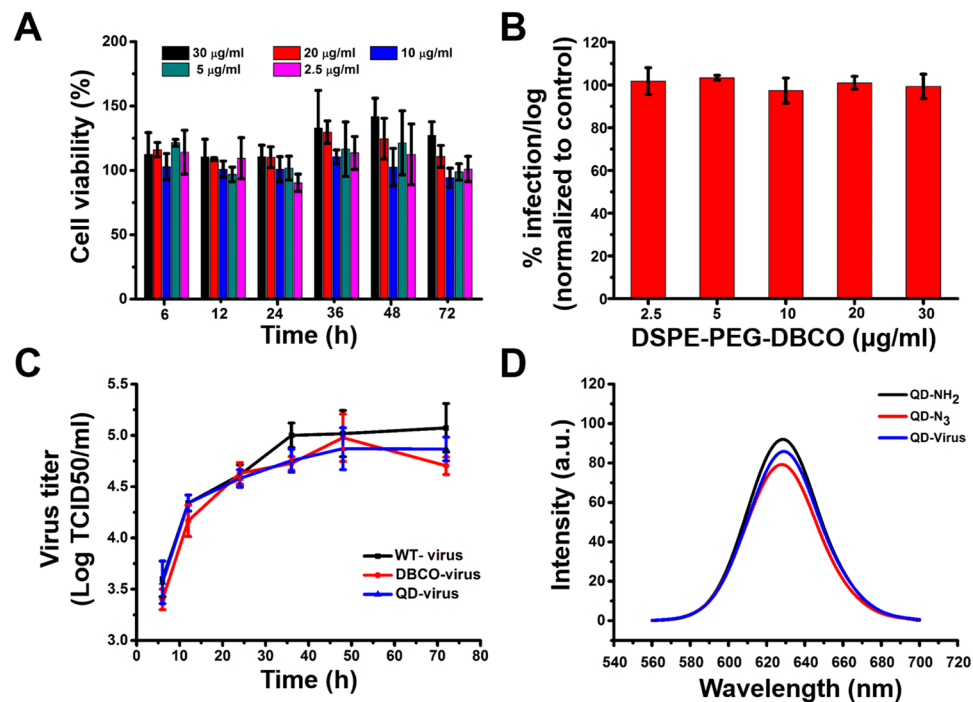 A
30 μg/ml
20 μg/ml
10 μg/ml
5 μg/ml
2.5 μg/ml
Cell viability (%)
200
150
100
50
0
6
12
24
36
48
72
Time (h)
B
% infection/log
(normalized to control)
120
100
80
60
40
20
0
2.5
5
10
20
30
DSPE-PEG-DBCO (μg/ml)
C
Virus titer
(Log TCID50/ml)
5.5
5.0
4.5
4.0
3.5
3.0
WT- virus
DBCO-virus
QD-virus
0
10
20
30
40
50
60
70
80
Time (h)
D
Intensity (a.u.)
120
100
80
60
40
20
0
QD-NH2
QD-N3
QD-Virus
540
560
580
600
620
640
660
680
700
720
Wavelength (nm)